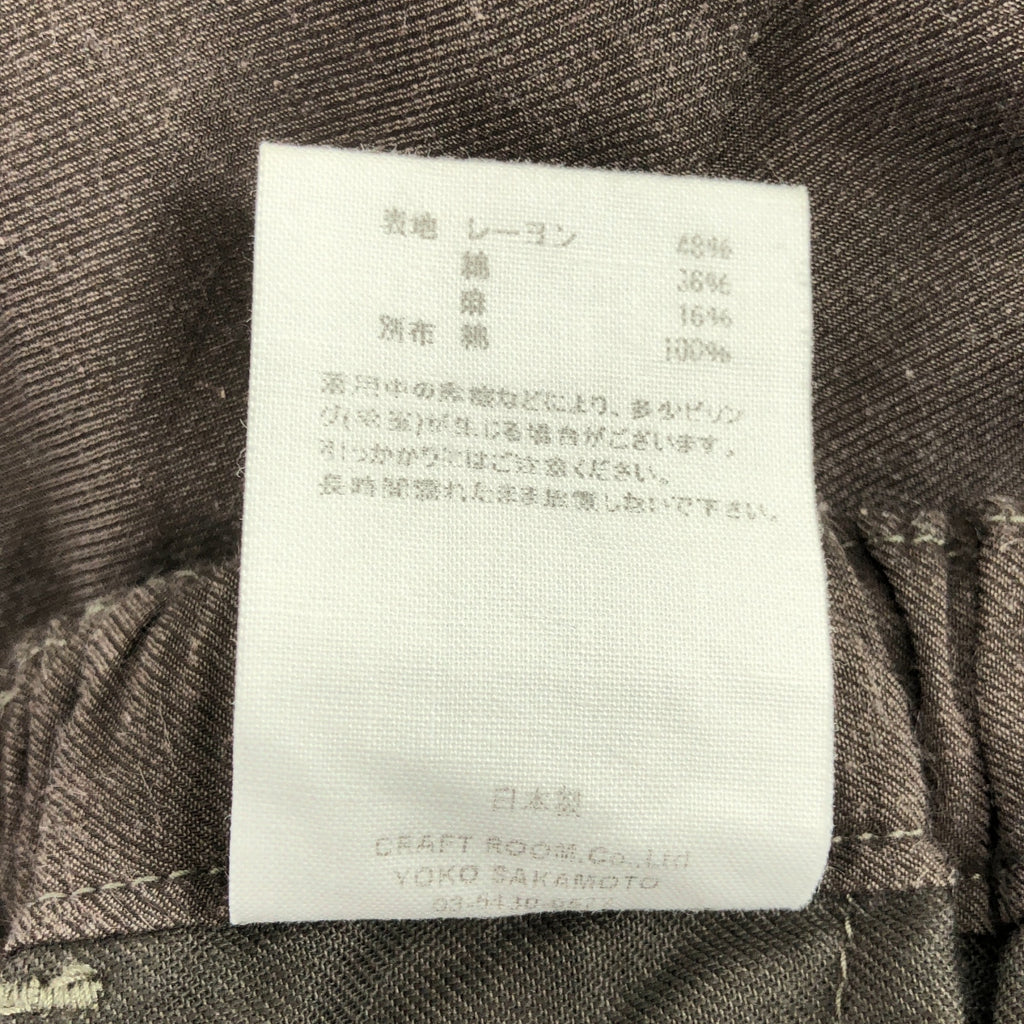 表地 レーヨン 48%
綿 36%
麻 16%
別布 綿 100%
着用中の摩擦などにより、多少ピリン
グ(毛玉)が生じる場合がございます。
引っかかり等はご注意ください。
長時間濡れたまま放置しないで下さい。
日本製
CRAFT ROOM.Co.,Ltd
YOKO SAKAMOTO